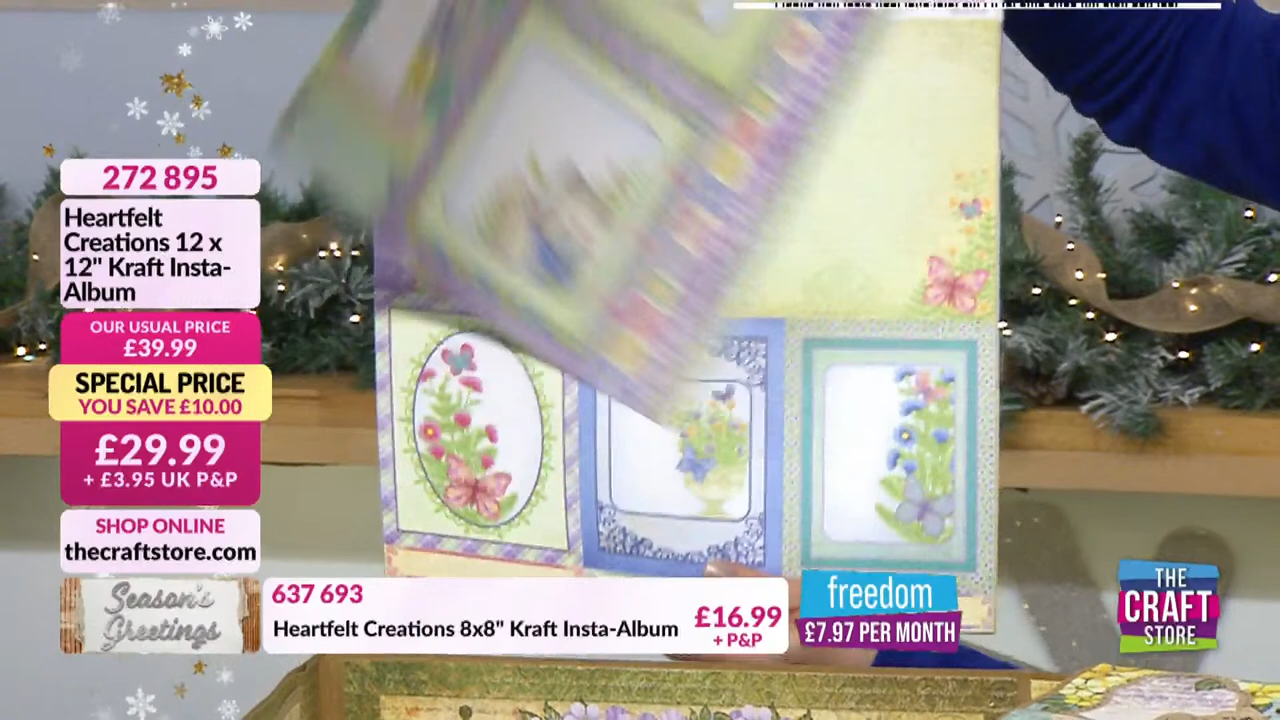 272 895
Heartfelt
Creations 12 x
12" Kraft Insta-
Album
OUR USUAL PRICE
£39.99
SPECIAL PRICE
YOU SAVE £10.00
£29.99
+ £3.95 UK P&P
SHOP ONLINE
thecraftstore.com
Season's
Greetings
637 693
Heartfelt Creations 8x8" Kraft Insta-Album
£16.99
+ P&P
freedom
£7.97 PER MONTH
THE
CRAFT
STORE